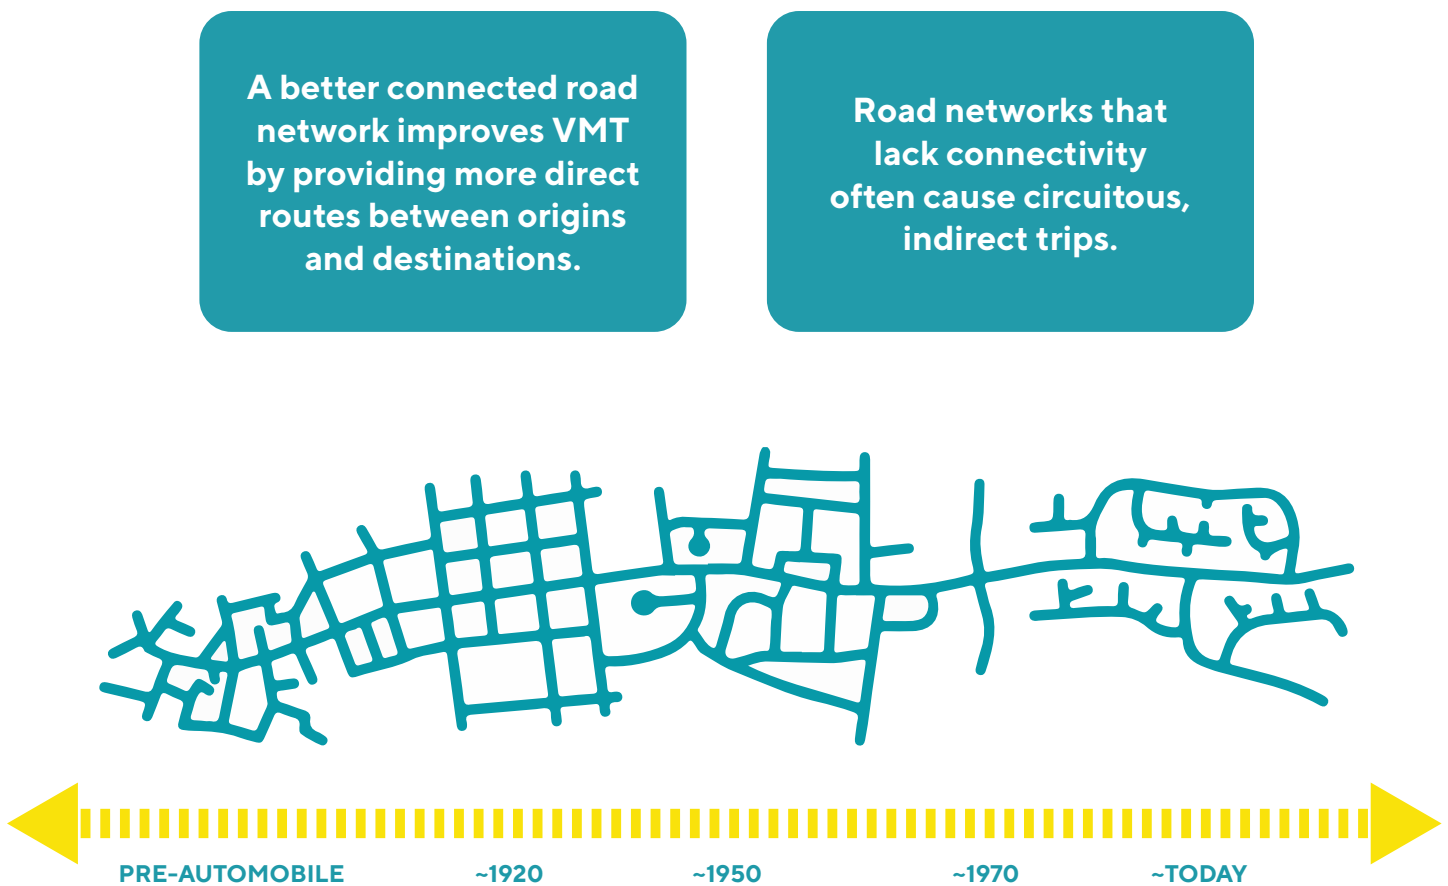 A better connected road
network improves VMT
by providing more direct
routes between origins
and destinations.
Road networks that
lack connectivity
often cause circuitous,
indirect trips.
PRE-AUTOMOBILE
~1920
~1950
~1970
~TODAY